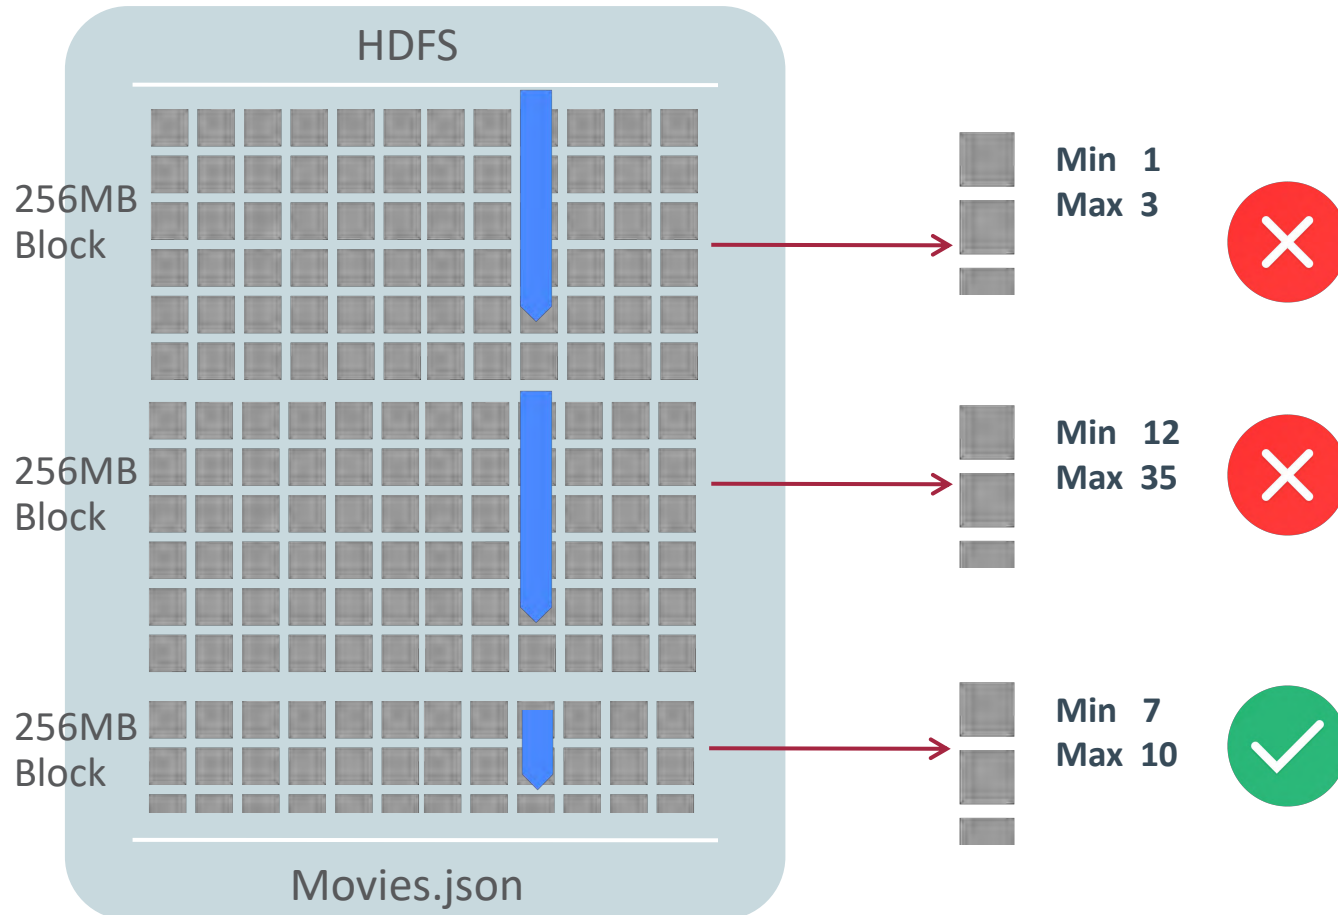 HDFS
256MB
Block
Min 1
Max 3
256MB
Block
Min 12
Max 35
256MB
Block
Min 7
Max 10
Movies.json